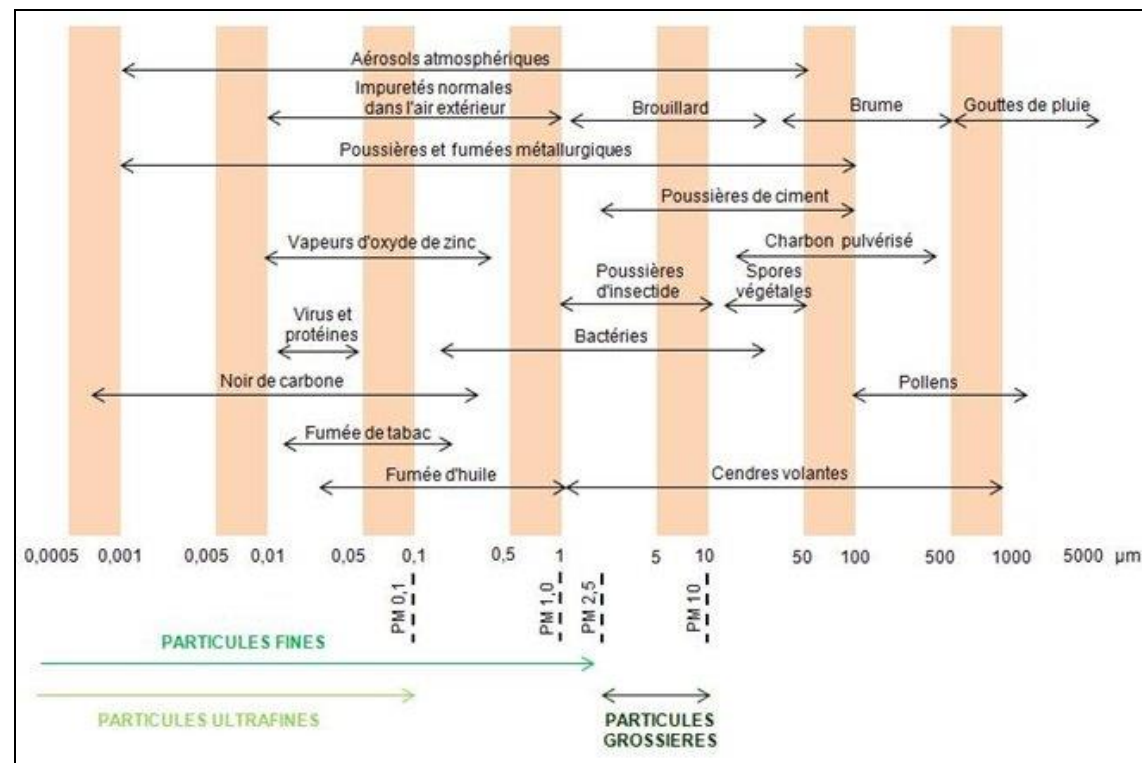 Aérosols atmosphériques
Impuretés normales
dans l'air extérieur
Brouillard
Brume
Gouttes de pluie
Poussières et fumées métallurgiques
Poussières de ciment
Vapeurs d'oxyde de zinc
Charbon pulvérisé
Poussières
d'insectide
Spores
végétales
Virus et
protéines
Bactéries
Noir de carbone
Pollens
Fumée de tabac
Fumée d'huile
Cendres volantes
0,0005 0,001 0,005 0,01 0,05 0,1 0,5 1 5 10 50 100 500 1000 5000 µm
PM 0,1
PM 1,0
PM 2,5
PM 10
PARTICULES FINES
PARTICULES ULTRAFINES
PARTICULES
GROSSIERES